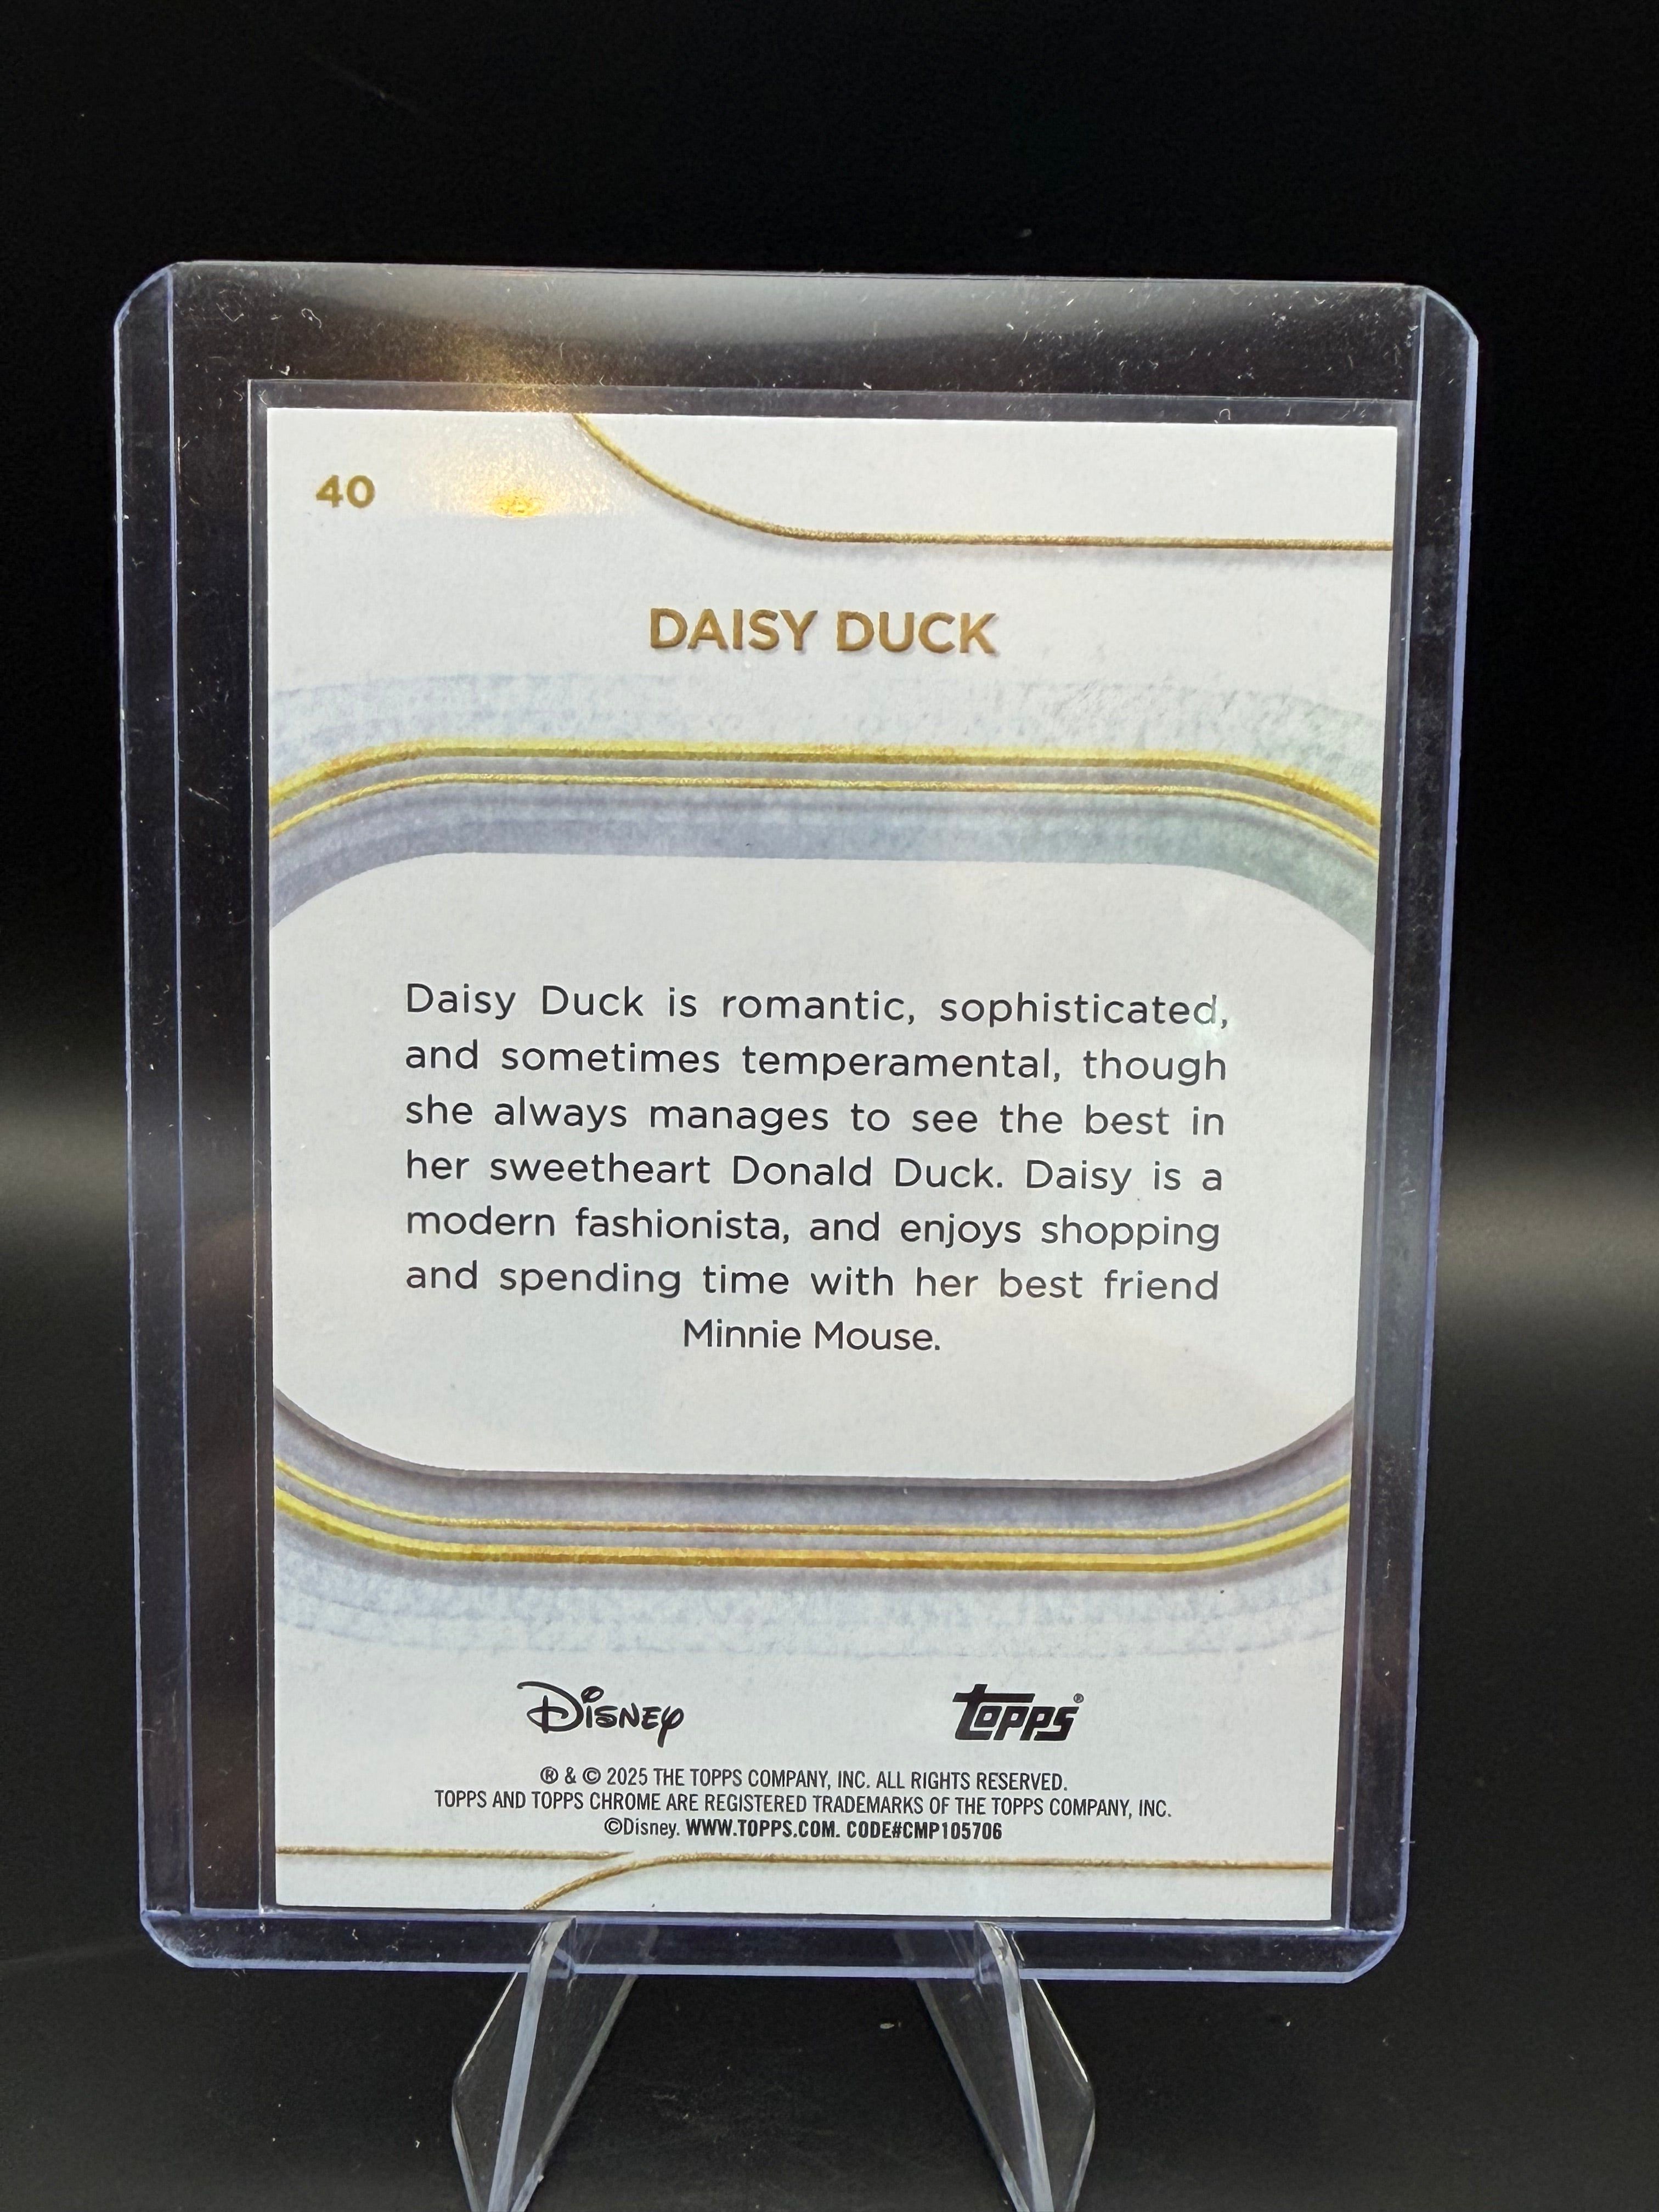 40
DAISY DUCK
Daisy Duck is romantic, sophisticated,
and sometimes temperamental, though
she always manages to see the best in
her sweetheart Donald Duck. Daisy is a
modern fashionista, and enjoys shopping
and spending time with her best friend
Minnie Mouse.
Disney topps®
® & © 2025 THE TOPPS COMPANY, INC. ALL RIGHTS RESERVED.
TOPPS AND TOPPS CHROME ARE REGISTERED TRADEMARKS OF THE TOPPS COMPANY, INC.
©Disney. WWW.TOPPS.COM. CODE#CMP105706